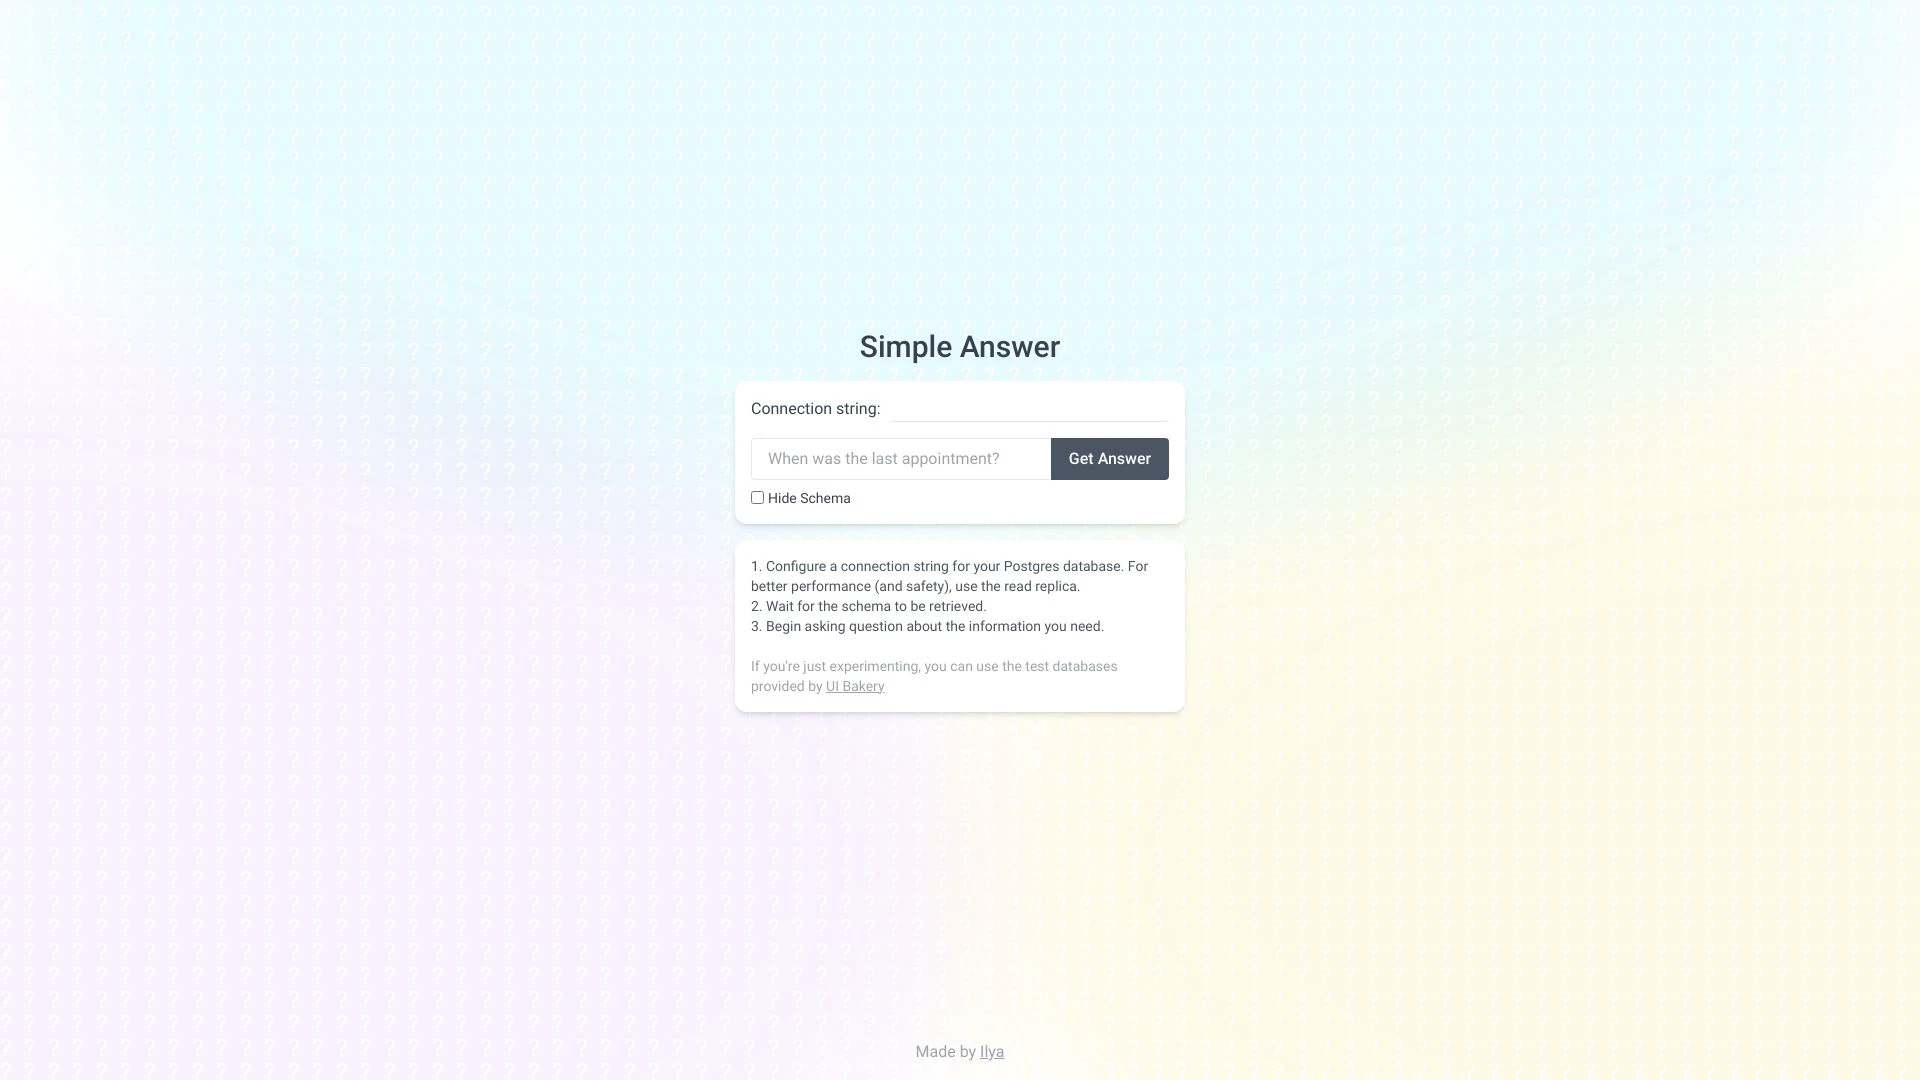 Simple Answer
Connection string:
When was the last appointment?
Get Answer
Hide Schema
1. Configure a connection string for your Postgres database. For
better performance (and safety), use the read replica.
2. Wait for the schema to be retrieved.
3. Begin asking question about the information you need.
If you're just experimenting, you can use the test databases
provided by UI Bakery
Made by Ilya